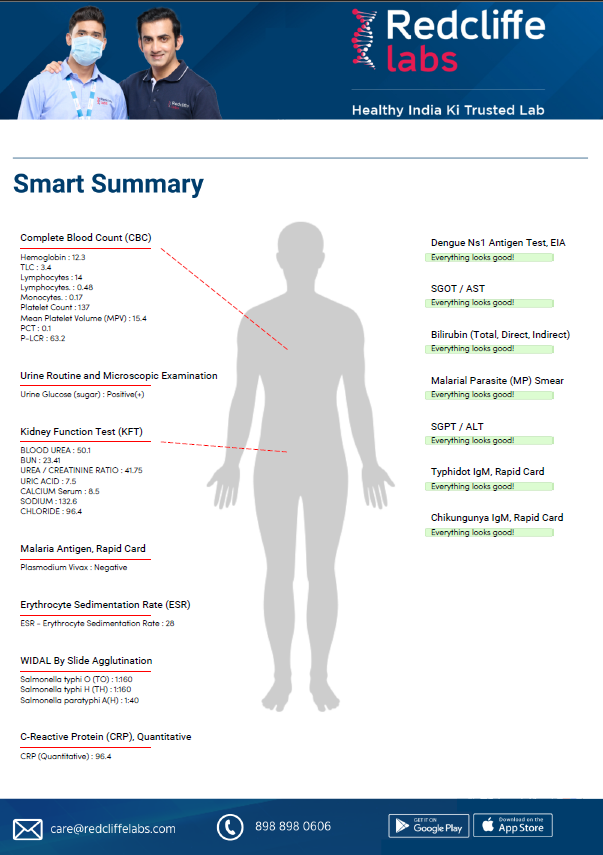 Redcliffe
labs
Healthy India Ki Trusted Lab
Redcliffe
Smart Summary
Complete Blood Count (CBC)
Hemoglobin : 12.3
TLC : 3.4
Lymphocytes : 14
Lymphocytes. : 0.48
Monocytes. : 0.17
Platelet Count : 137
Mean Platelet Volume (MPV) : 15.4
PCT : 0.1
P-LCR : 63.2
Urine Routine and Microscopic Examination
Urine Glucose (sugar) : Positive(+)
Kidney Function Test (KFT)
BLOOD UREA : 50.1
BUN : 23.41
UREA / CREATININE RATIO : 41.75
URIC ACID : 7.5
CALCIUM Serum : 8.5
SODIUM : 132.6
CHLORIDE : 96.4
Malaria Antigen, Rapid Card
Plasmodium Vivax : Negative
Erythrocyte Sedimentation Rate (ESR)
ESR - Erythrocyte Sedimentation Rate : 28
WIDAL By Slide Agglutination
Salmonella typhi O (TO) : 1:160
Salmonella typhi H (TH) : 1:160
Salmonella paratyphi A(H) : 1:40
C-Reactive Protein (CRP), Quantitative
CRP (Quantitative) : 96.4
Dengue Ns1 Antigen Test, EIA
Everything looks good!
SGOT / AST
Everything looks good!
Bilirubin (Total, Direct, Indirect)
Everything looks good!
Malarial Parasite (MP) Smear
Everything looks good!
SGPT / ALT
Everything looks good!
Typhidot IgM, Rapid Card
Everything looks good!
Chikungunya IgM, Rapid Card
Everything looks good!
care@redcliffelabs.com
898 898 0606
GET IT ON
Google Play
Download on the
App Store